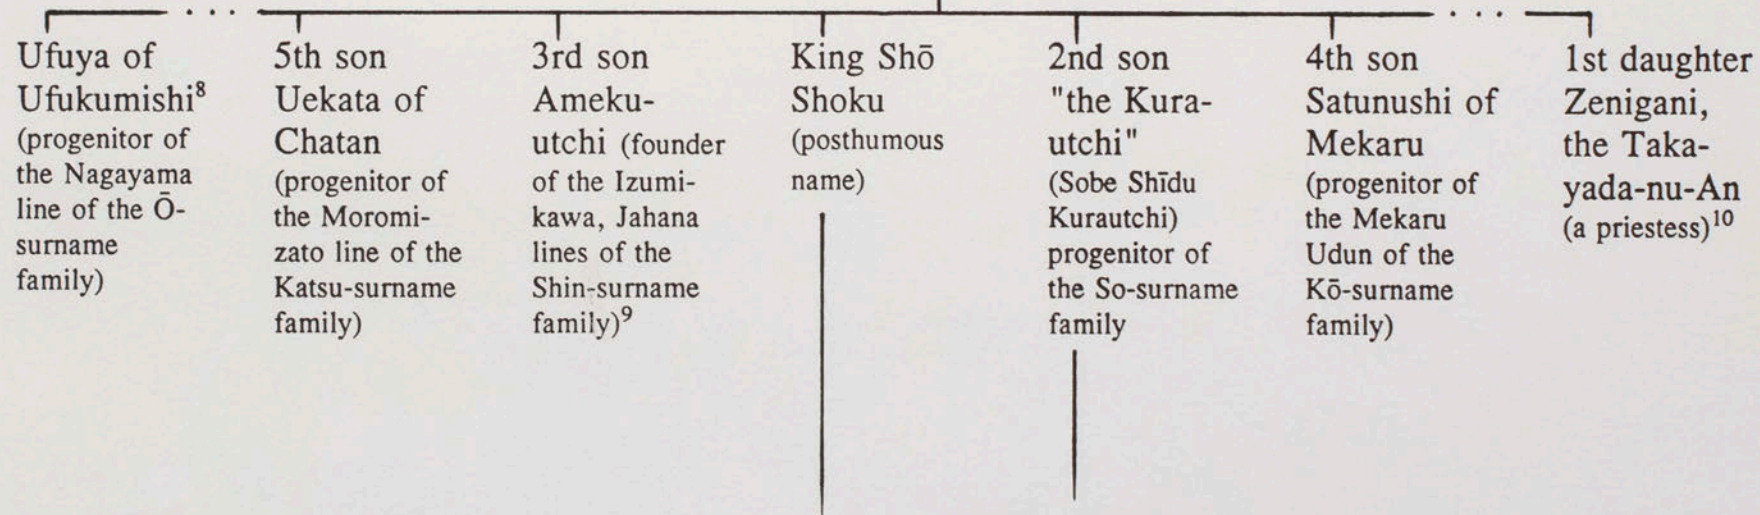 Ufuya of
Ufukumishi⁸
(progenitor of
the Nagayama
line of the Ō-
surname
family)
5th son
Uekata of
Chatan
(progenitor of
the Moromi-
zato line of the
Katsu-surname
family)
3rd son
Ameku-
utchi (founder
of the Izumi-
kawa, Jahana
lines of the
Shin-surname
family)⁹
King Shō
Shoku
(posthumous
name)
2nd son
"the Kura-
utchi"
(Sobe Shīdu
Kurautchi)
progenitor of
the So-surname
family
4th son
Satunushi of
Mekaru
(progenitor of
the Mekaru
Udun of the
Kō-surname
family)
1st daughter
Zenigani,
the Taka-
yada-nu-An
(a priestess)¹⁰